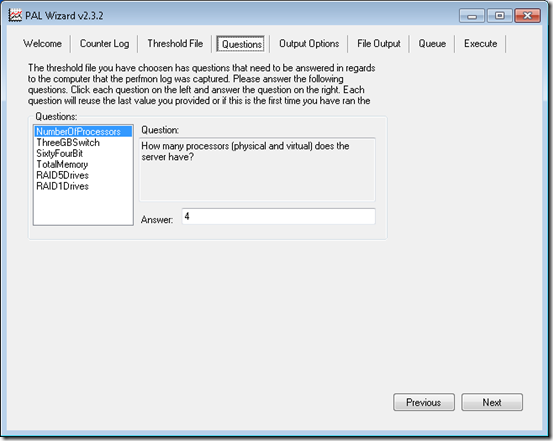 PAL Wizard v2.3.2
Welcome Counter Log Threshold File Questions Output Options File Output Queue Execute
The threshold file you have choosen has questions that need to be answered in regards
to the computer that the perfmon log was captured. Please answer the following
questions. Click each question on the left and answer the question on the right. Each
question will reuse the last value you provided or if this is the first time you have ran the
Questions:
NumberOfProcessors
ThreeGBSwitch
SixtyFourBit
TotalMemory
RAID5Drives
RAID1Drives
Question:
How many processors (physical and virtual) does the
server have?
Answer: 4
Previous Next